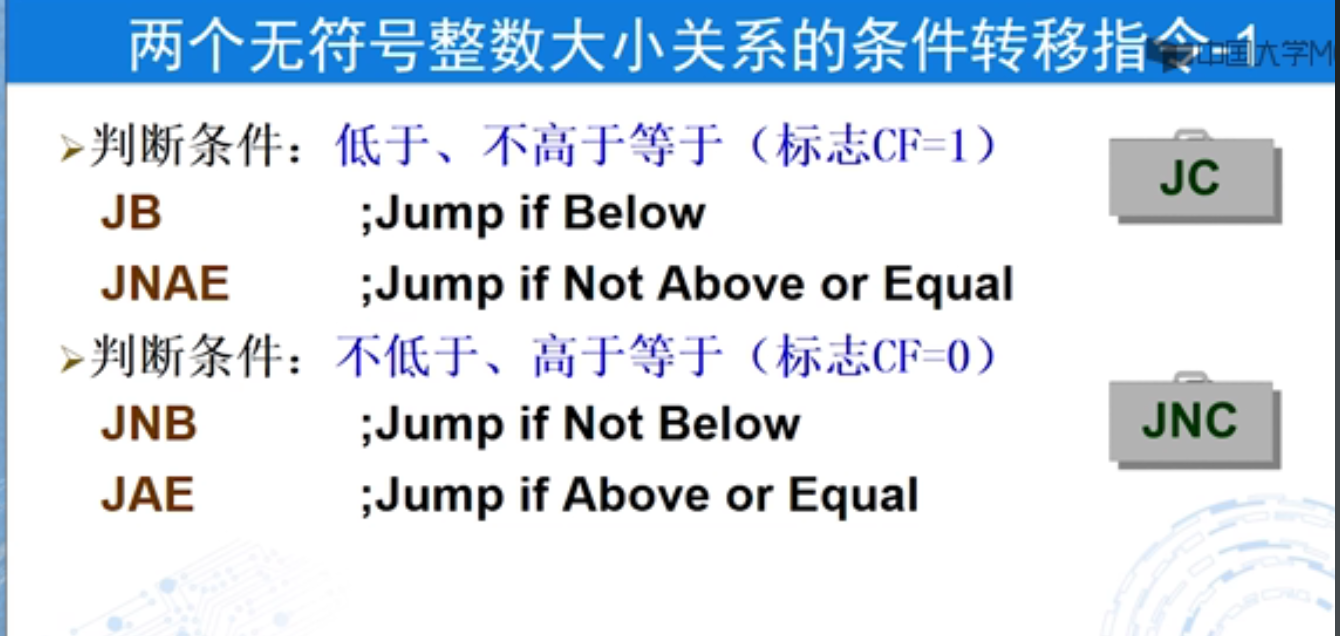 两个无符号整数大小关系的条件转移指令 1
中国大学M
判断条件：低于、不高于等于（标志CF=1）
JC
JB ;Jump if Below
JNAE ;Jump if Not Above or Equal
判断条件：不低于、高于等于（标志CF=0）
JNB ;Jump if Not Below
JNC
JAE ;Jump if Above or Equal